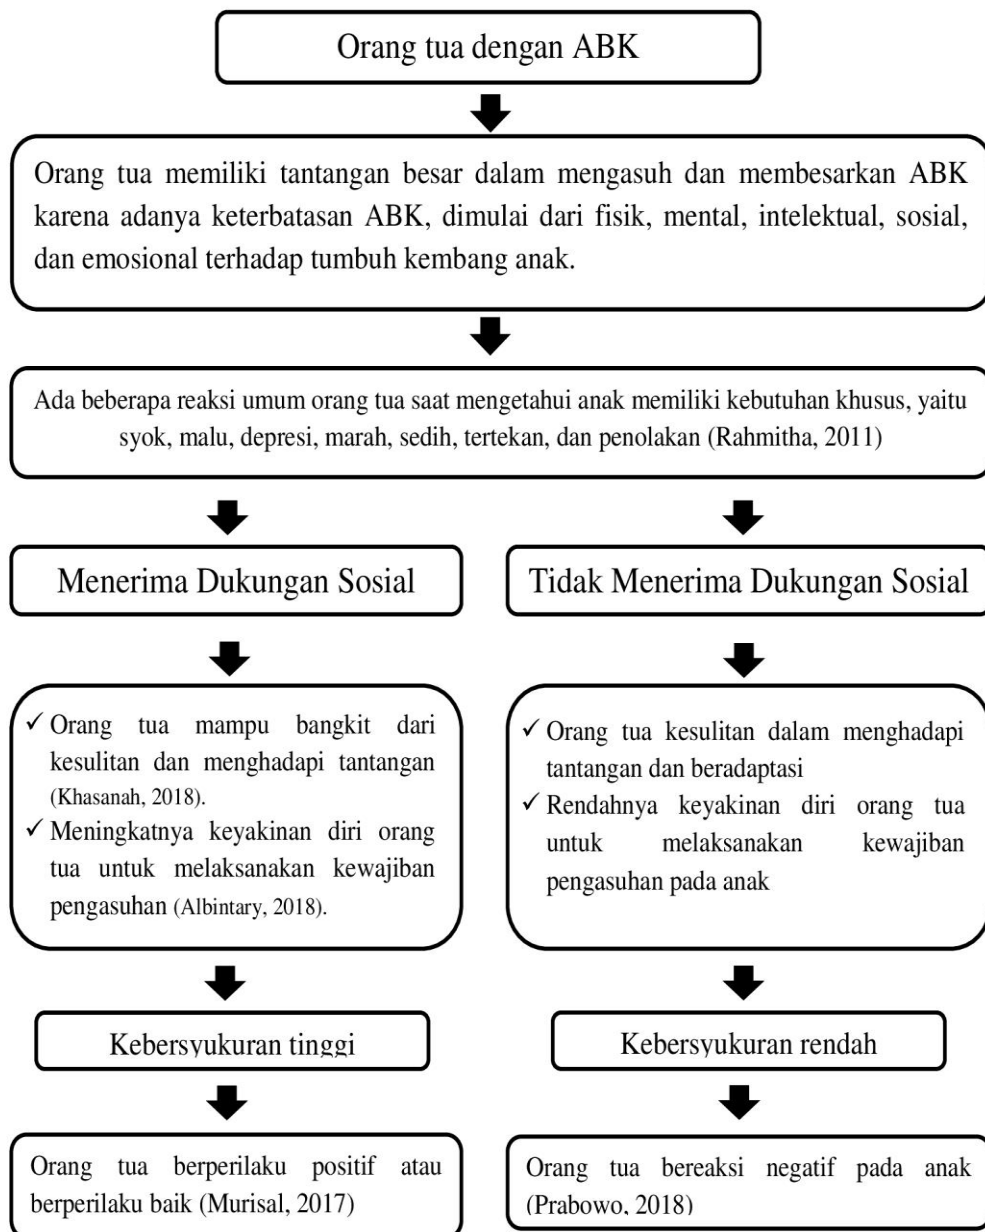 Orang tua dengan ABK
Orang tua memiliki tantangan besar dalam mengasuh dan membesarkan ABK
karena adanya keterbatasan ABK, dimulai dari fisik, mental, intelektual, sosial,
dan emosional terhadap tumbuh kembang anak.
Ada beberapa reaksi umum orang tua saat mengetahui anak memiliki kebutuhan khusus, yaitu
syok, malu, depresi, marah, sedih, tertekan, dan penolakan (Rahmitha, 2011)
Menerima Dukungan Sosial
✓ Orang tua mampu bangkit dari
kesulitan dan menghadapi tantangan
(Khasanah, 2018).
✓ Meningkatnya keyakinan diri orang
tua untuk melaksanakan kewajiban
pengasuhan (Albintary, 2018).
Kebersyukuran tinggi
Orang tua berperilaku positif atau
berperilaku baik (Murisal, 2017)
Tidak Menerima Dukungan Sosial
✓ Orang tua kesulitan dalam menghadapi
tantangan dan beradaptasi
✓ Rendahnya keyakinan diri orang tua
untuk melaksanakan kewajiban
pengasuhan pada anak
Kebersyukuran rendah
Orang tua bereaksi negatif pada anak
(Prabowo, 2018)